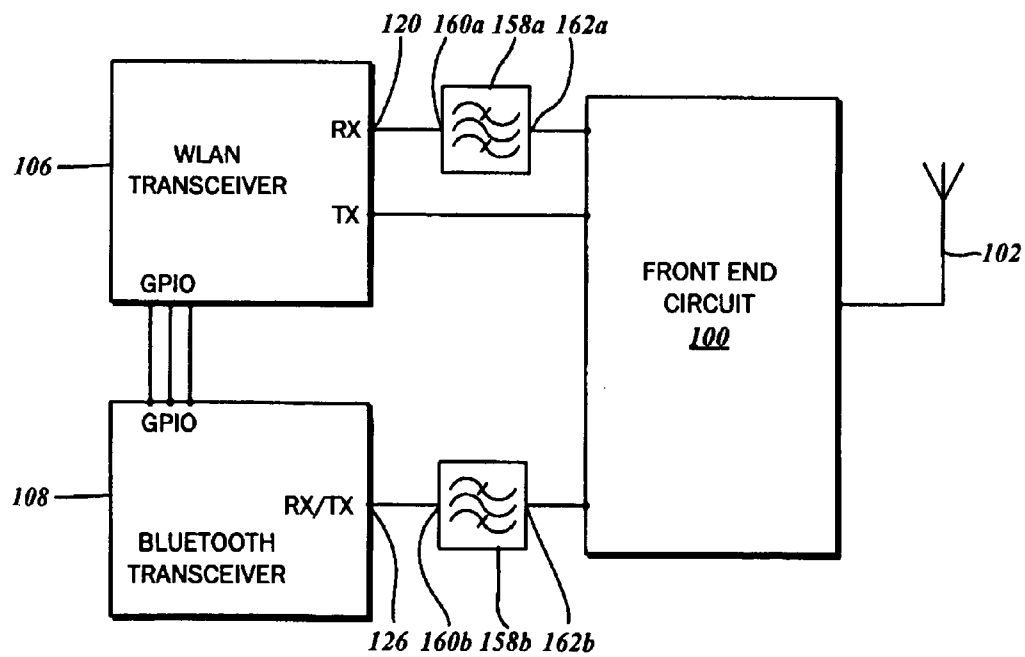 120 160a 158a 162a
RX
106
WLAN
TRANSCEIVER
TX
GPIO
FRONT END
CIRCUIT
100
102
GPIO
108
RX/TX
BLUETOOTH
TRANSCEIVER
126 160b 158b 162b